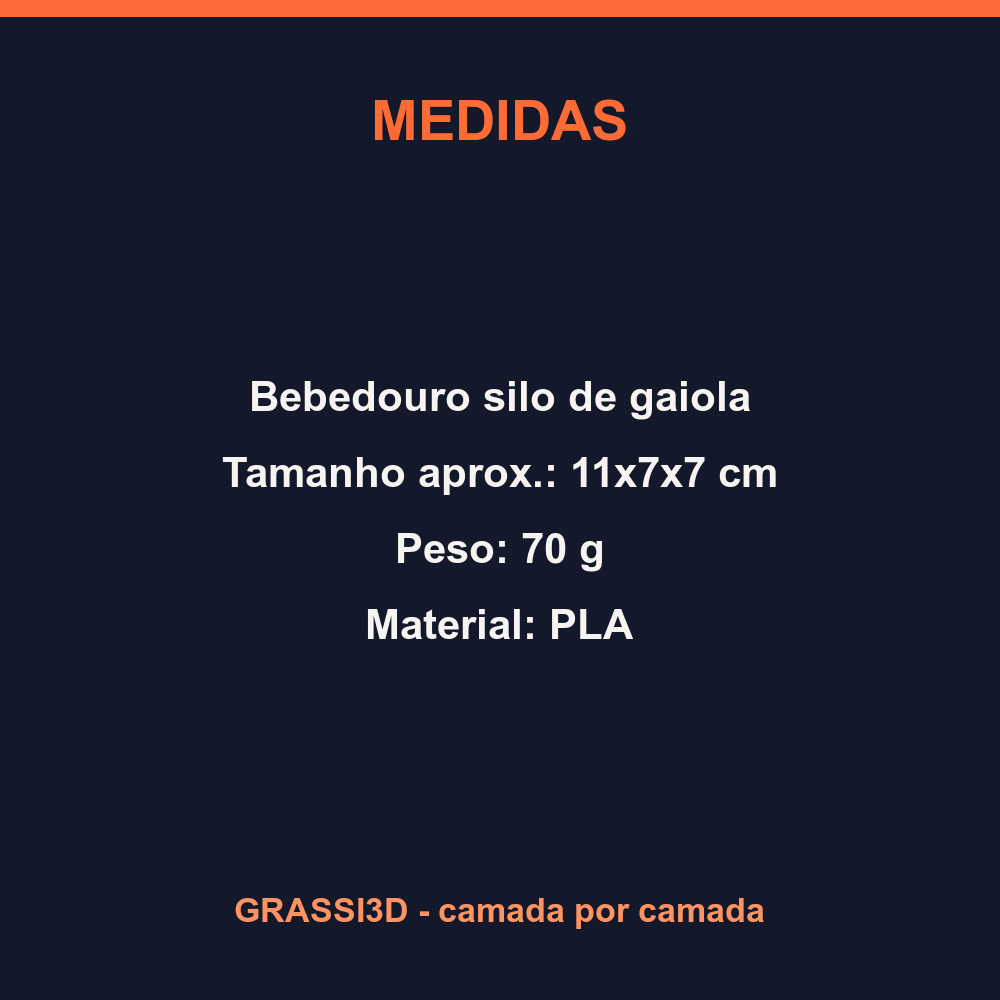 MEDIDAS
Bebedouro silo de gaiola
Tamanho aprox.: 11x7x7 cm
Peso: 70 g
Material: PLA
GRASSI3D - camada por camada